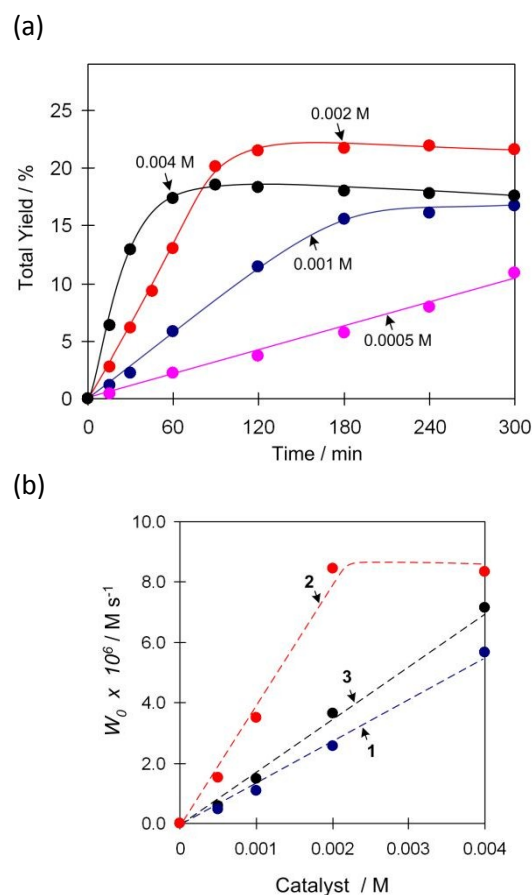 (a)
Total Yield / %
25
20
15
10
5
0
0.004 M
0.002 M
0.001 M
0.0005 M
0 60 120 180 240 300
Time / min
(b)
W0 x 10⁶ / M s⁻¹
10.0
8.0
6.0
4.0
2.0
0.0
2
3
1
0 0.001 0.002 0.003 0.004
Catalyst / M